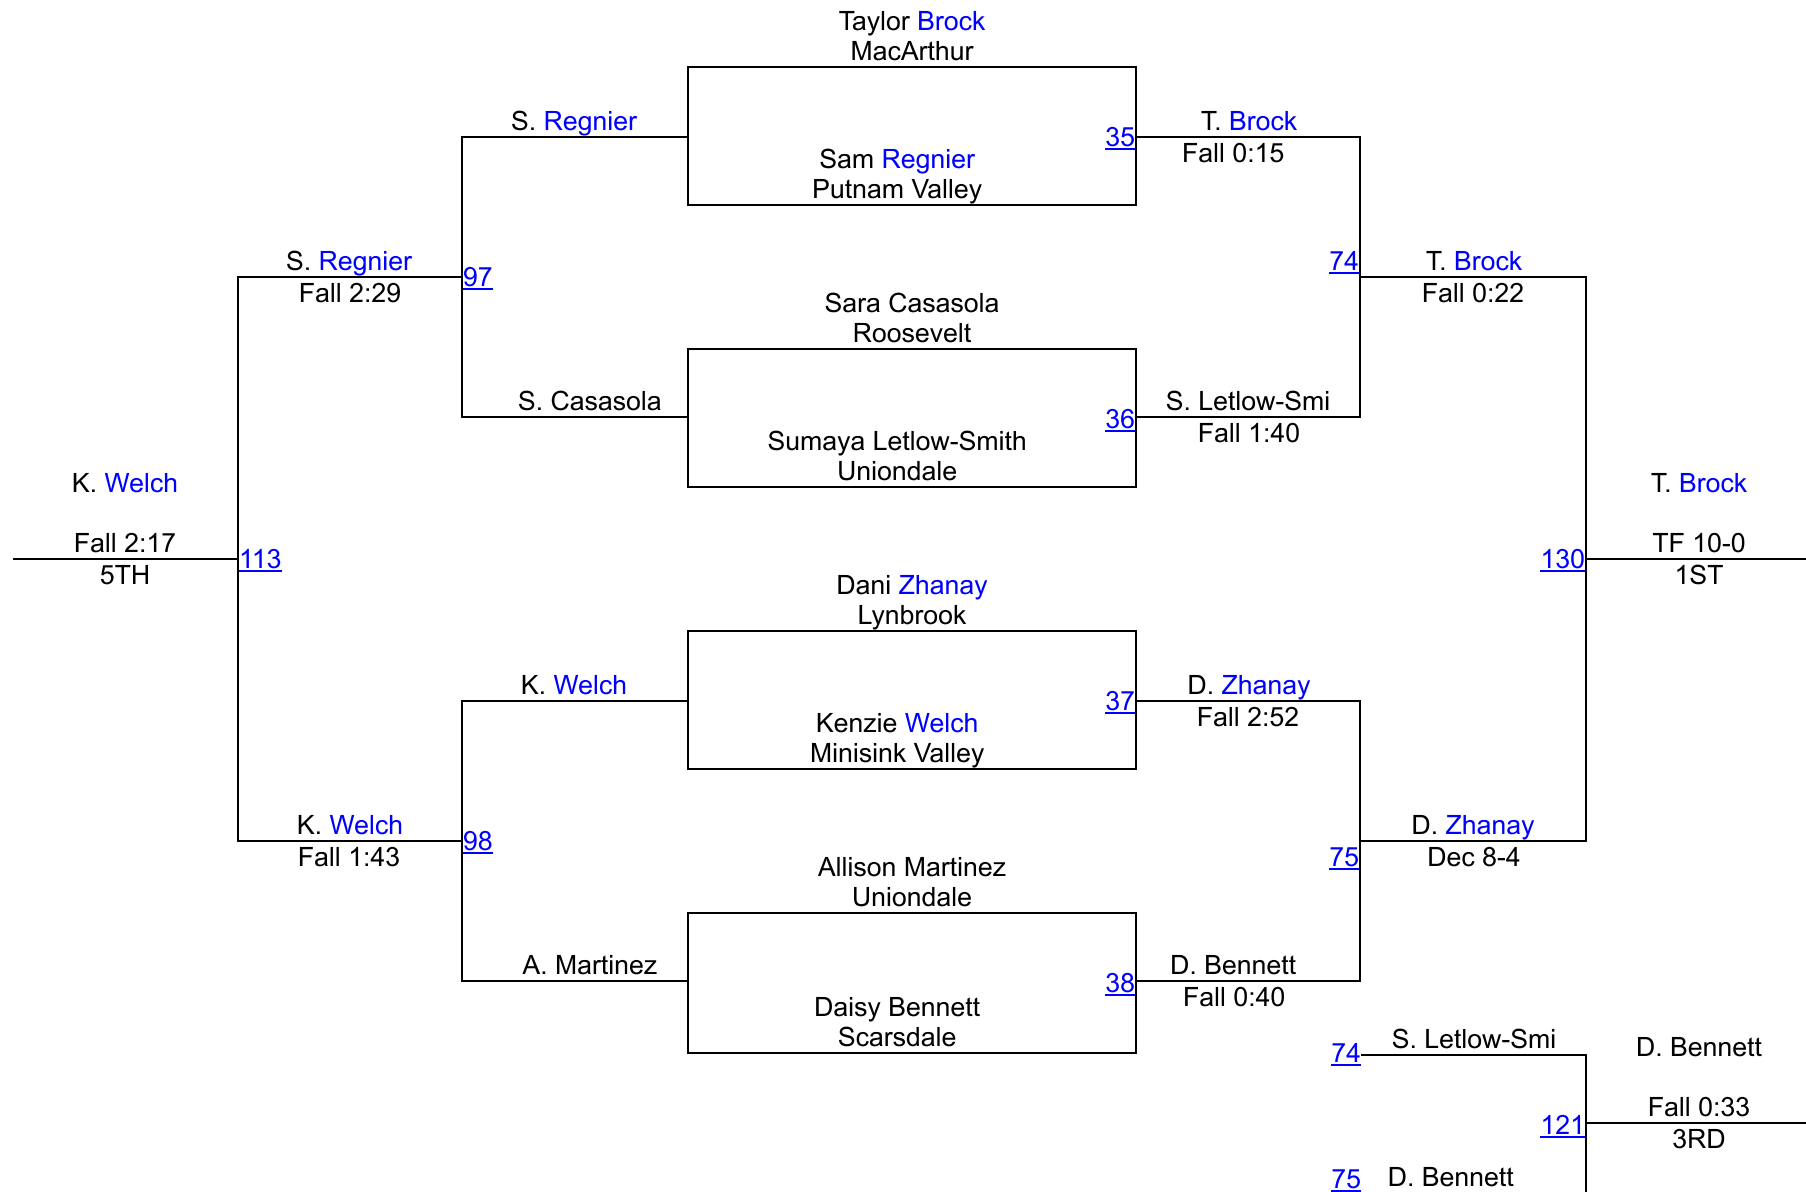 Taylor Brock
MacArthur
S. Regnier
35
T. Brock
Fall 0:15
Sam Regnier
Putnam Valley
S. Regnier
Fall 2:29
97
74
T. Brock
Fall 0:22
Sara Casasola
Roosevelt
S. Casasola
36
S. Letlow-Smi
Fall 1:40
Sumaya Letlow-Smith
Uniondale
K. Welch
Fall 2:17
5TH
113
T. Brock
130
TF 10-0
1ST
Dani Zhanay
Lynbrook
K. Welch
37
D. Zhanay
Fall 2:52
Kenzie Welch
Minisink Valley
K. Welch
Fall 1:43
98
75
D. Zhanay
Dec 8-4
Allison Martinez
Uniondale
A. Martinez
38
D. Bennett
Fall 0:40
Daisy Bennett
Scarsdale
74
S. Letlow-Smi
D. Bennett
121
Fall 0:33
3RD
75
D. Bennett